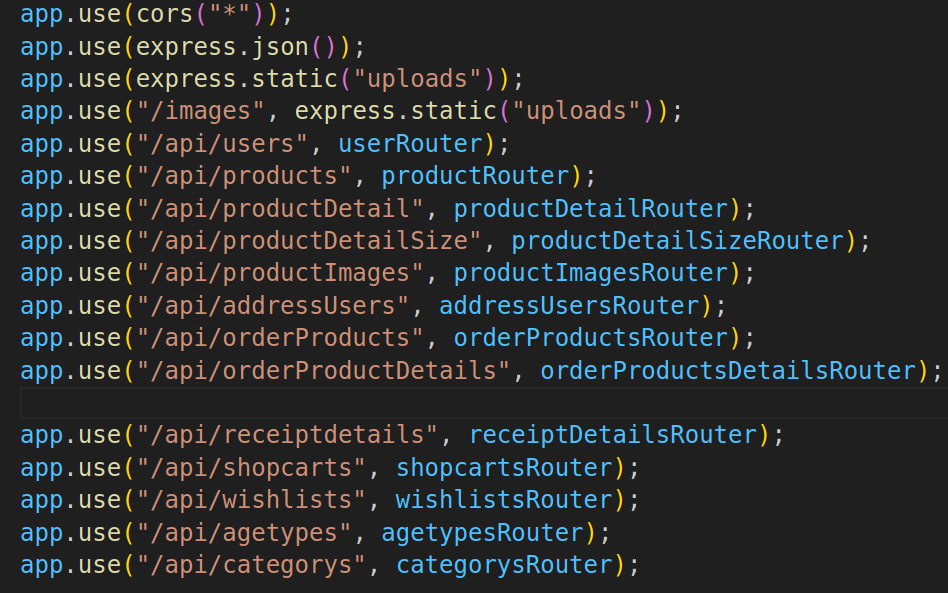 app.use(cors("*"));
app.use(express.json());
app.use(express.static("uploads"));
app.use("/images", express.static("uploads"));
app.use("/api/users", userRouter);
app.use("/api/products", productRouter);
app.use("/api/productDetail", productDetailRouter);
app.use("/api/productDetailSize", productDetailSizeRouter);
app.use("/api/productImages", productImagesRouter);
app.use("/api/addressUsers", addressUsersRouter);
app.use("/api/orderProducts", orderProductsRouter);
app.use("/api/orderProductDetails", orderProductsDetailsRouter);
app.use("/api/receiptdetails", receiptDetailsRouter);
app.use("/api/shopcarts", shopcartsRouter);
app.use("/api/wishlists", wishlistsRouter);
app.use("/api/agetypes", agetypesRouter);
app.use("/api/categorys", categorysRouter);